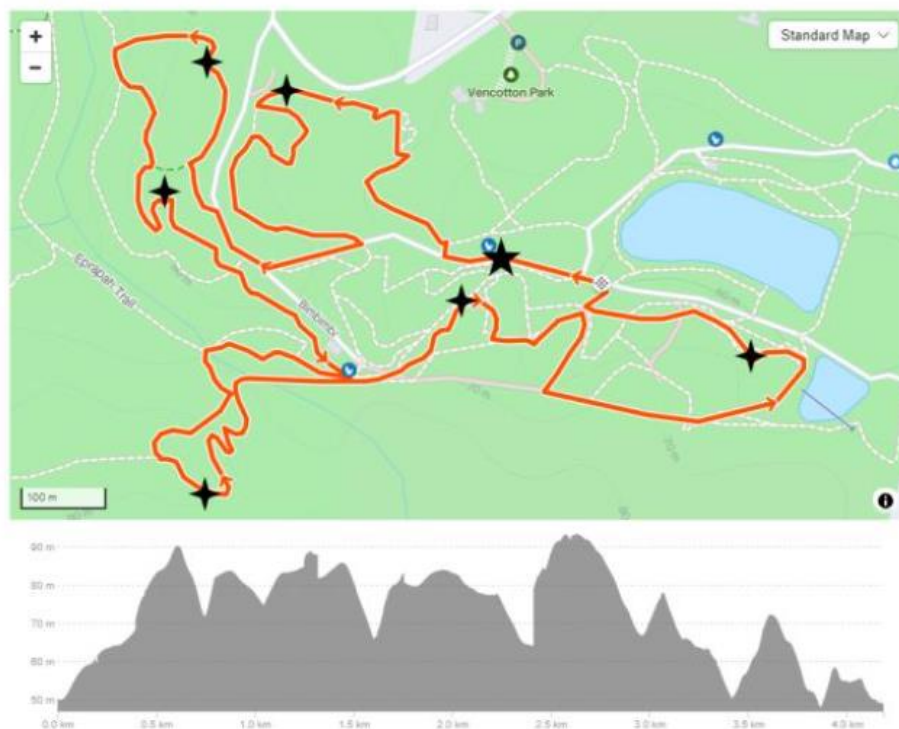 +
Standard Map
−
P
Vencotton Park
Eprapah Trail
Bimbimbi
100 m
i
90 m
80 m
70 m
60 m
50 m
0.0 km 0.5 km 1.0 km 1.5 km 2.0 km 2.5 km 3.0 km 3.5 km 4.0 km